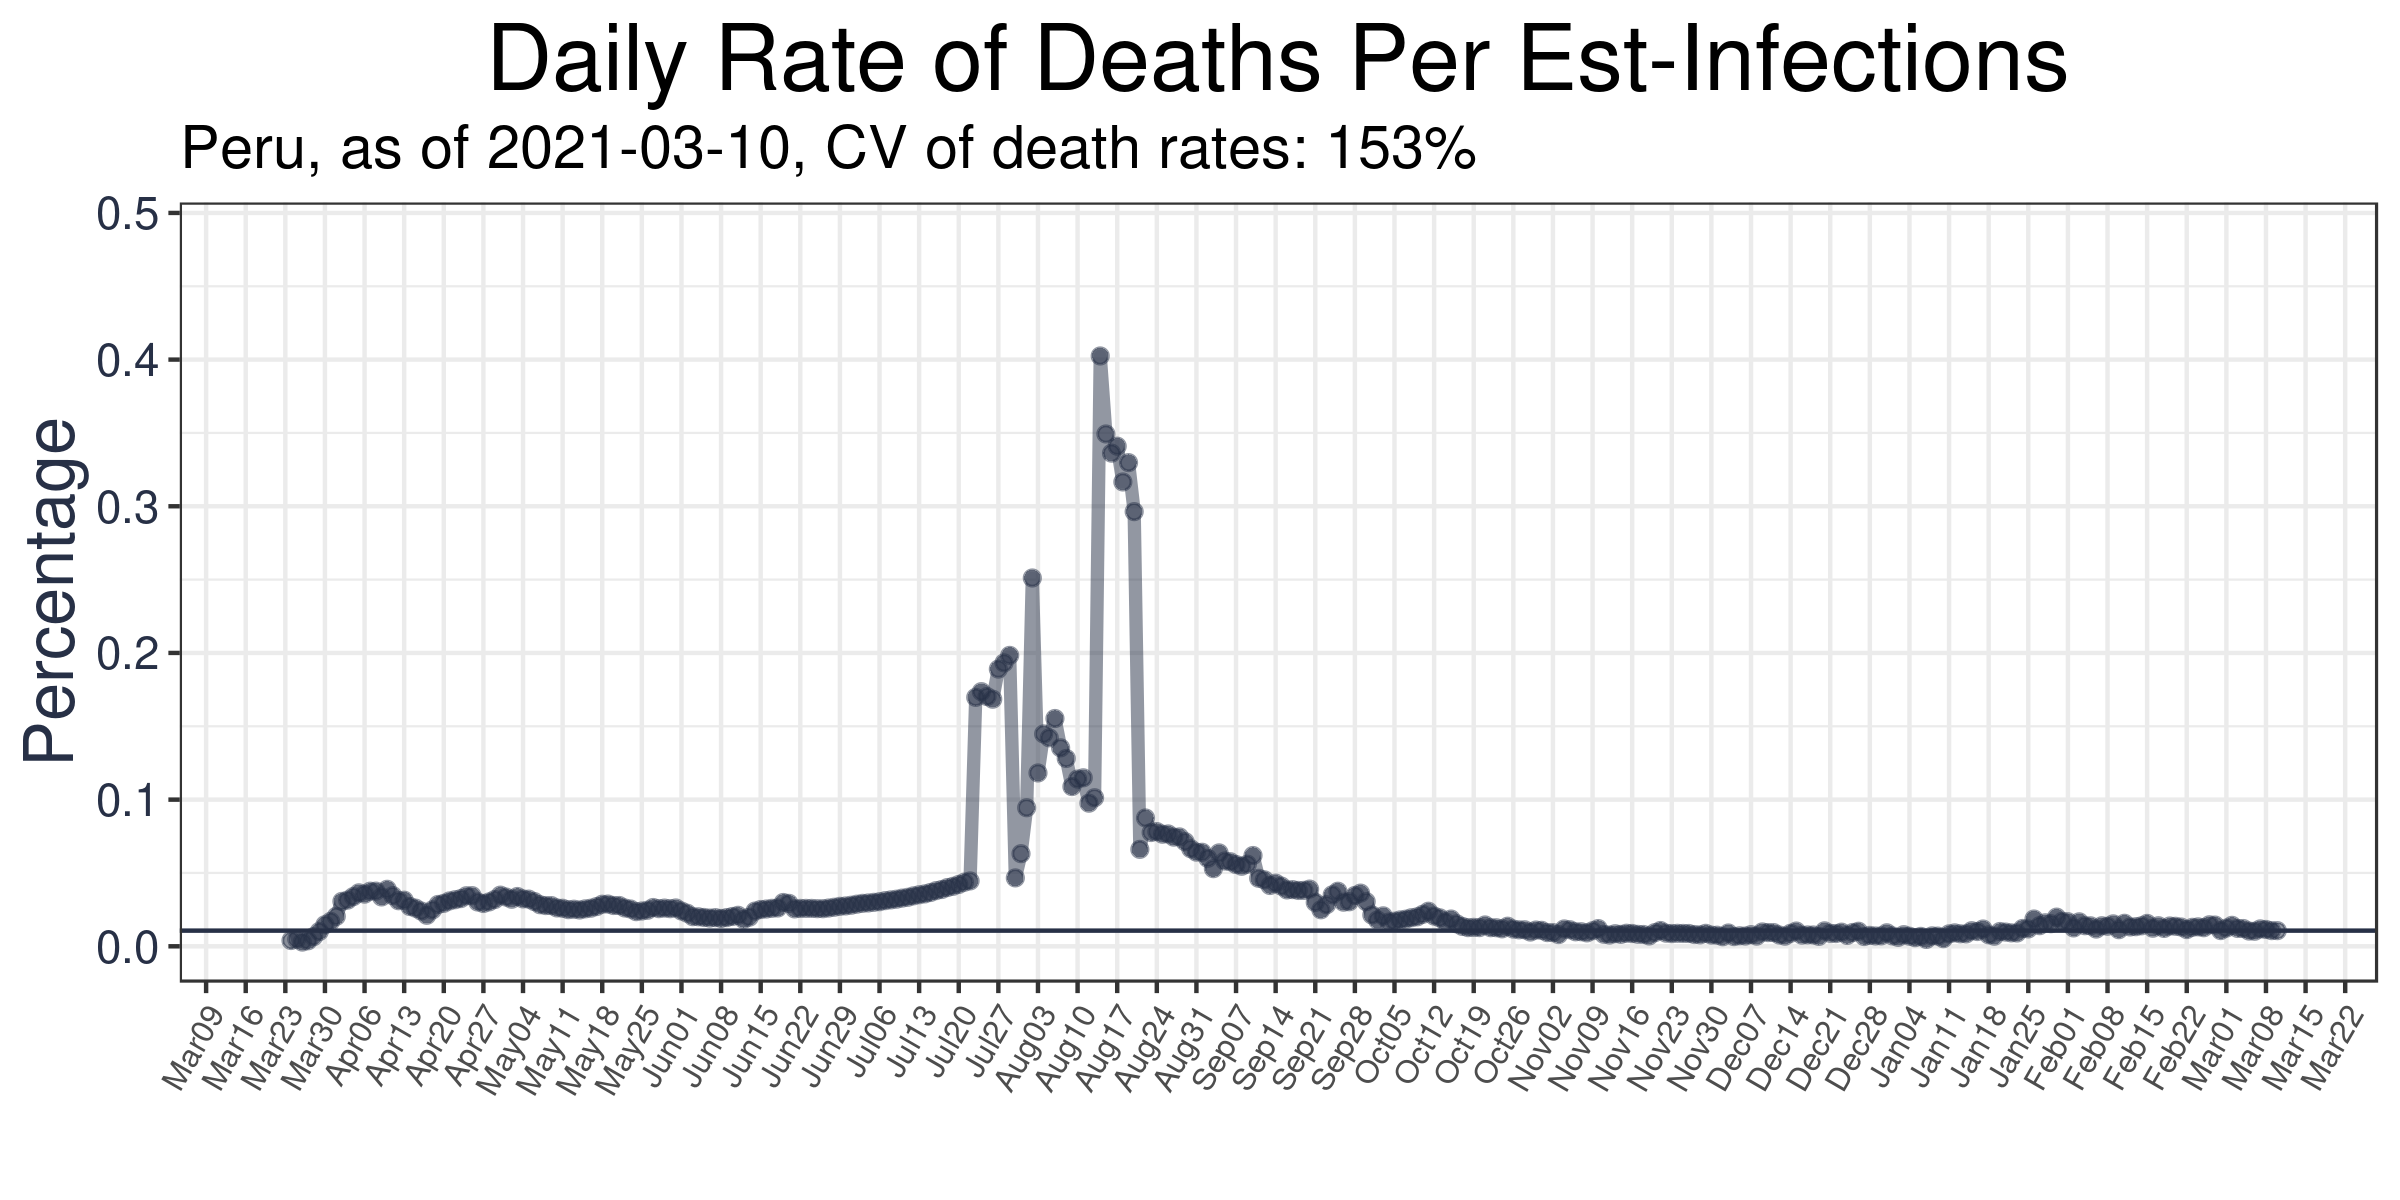 Daily Rate of Deaths Per Est-Infections
Peru, as of 2021-03-10, CV of death rates: 153%
Percentage
0.5
0.4
0.3
0.2
0.1
0.0
Mar09
Mar16
Mar23
Mar30
Apr06
Apr13
Apr20
Apr27
May04
May11
May18
May25
Jun01
Jun08
Jun15
Jun22
Jun29
Jul06
Jul13
Jul20
Jul27
Aug03
Aug10
Aug17
Aug24
Aug31
Sep07
Sep14
Sep21
Sep28
Oct05
Oct12
Oct19
Oct26
Nov02
Nov09
Nov16
Nov23
Nov30
Dec07
Dec14
Dec21
Dec28
Jan04
Jan11
Jan18
Jan25
Feb01
Feb08
Feb15
Feb22
Mar01
Mar08
Mar15
Mar22